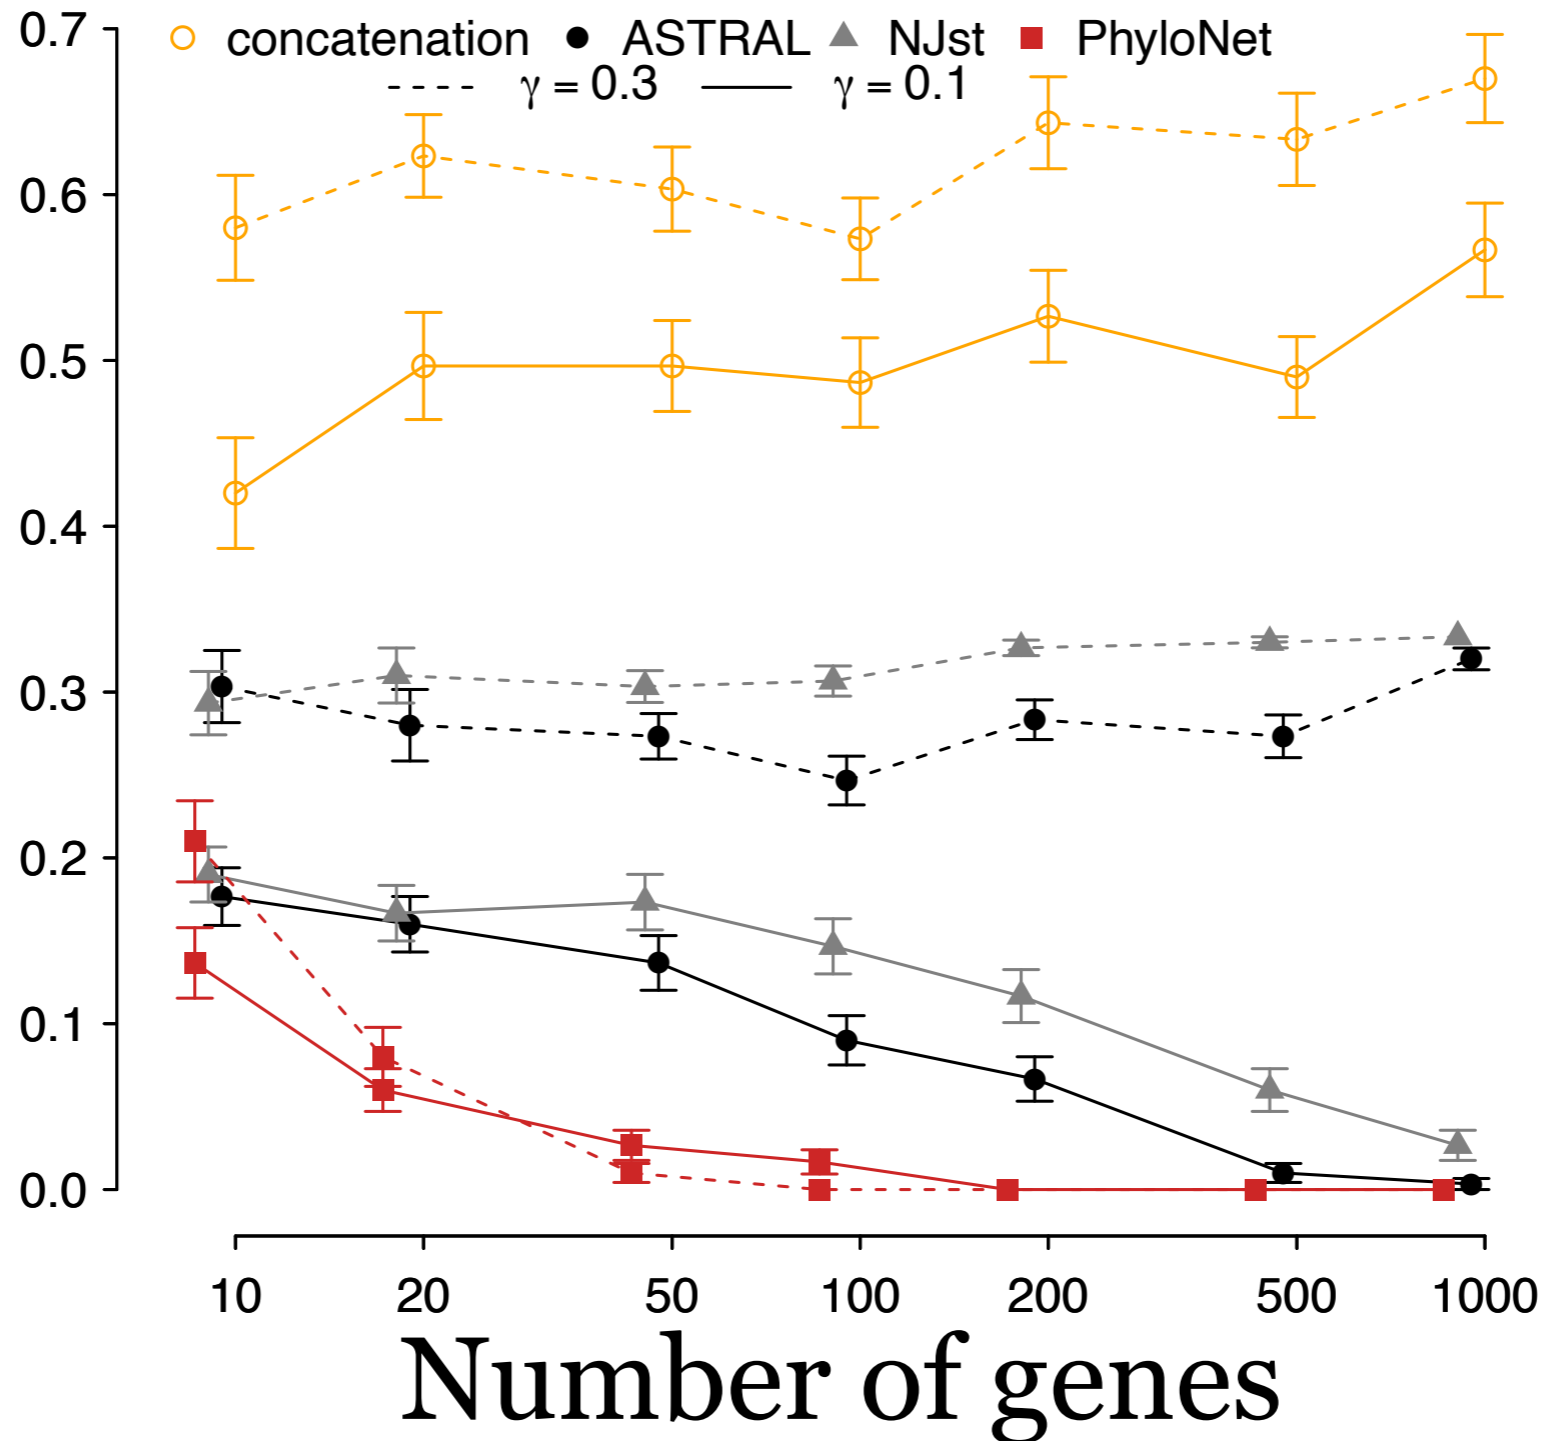 concatenation ASTRAL NJst PhyloNet
γ = 0.3 γ = 0.1
0.7
0.6
0.5
0.4
0.3
0.2
0.1
0.0
10 20 50 100 200 500 1000
Number of genes